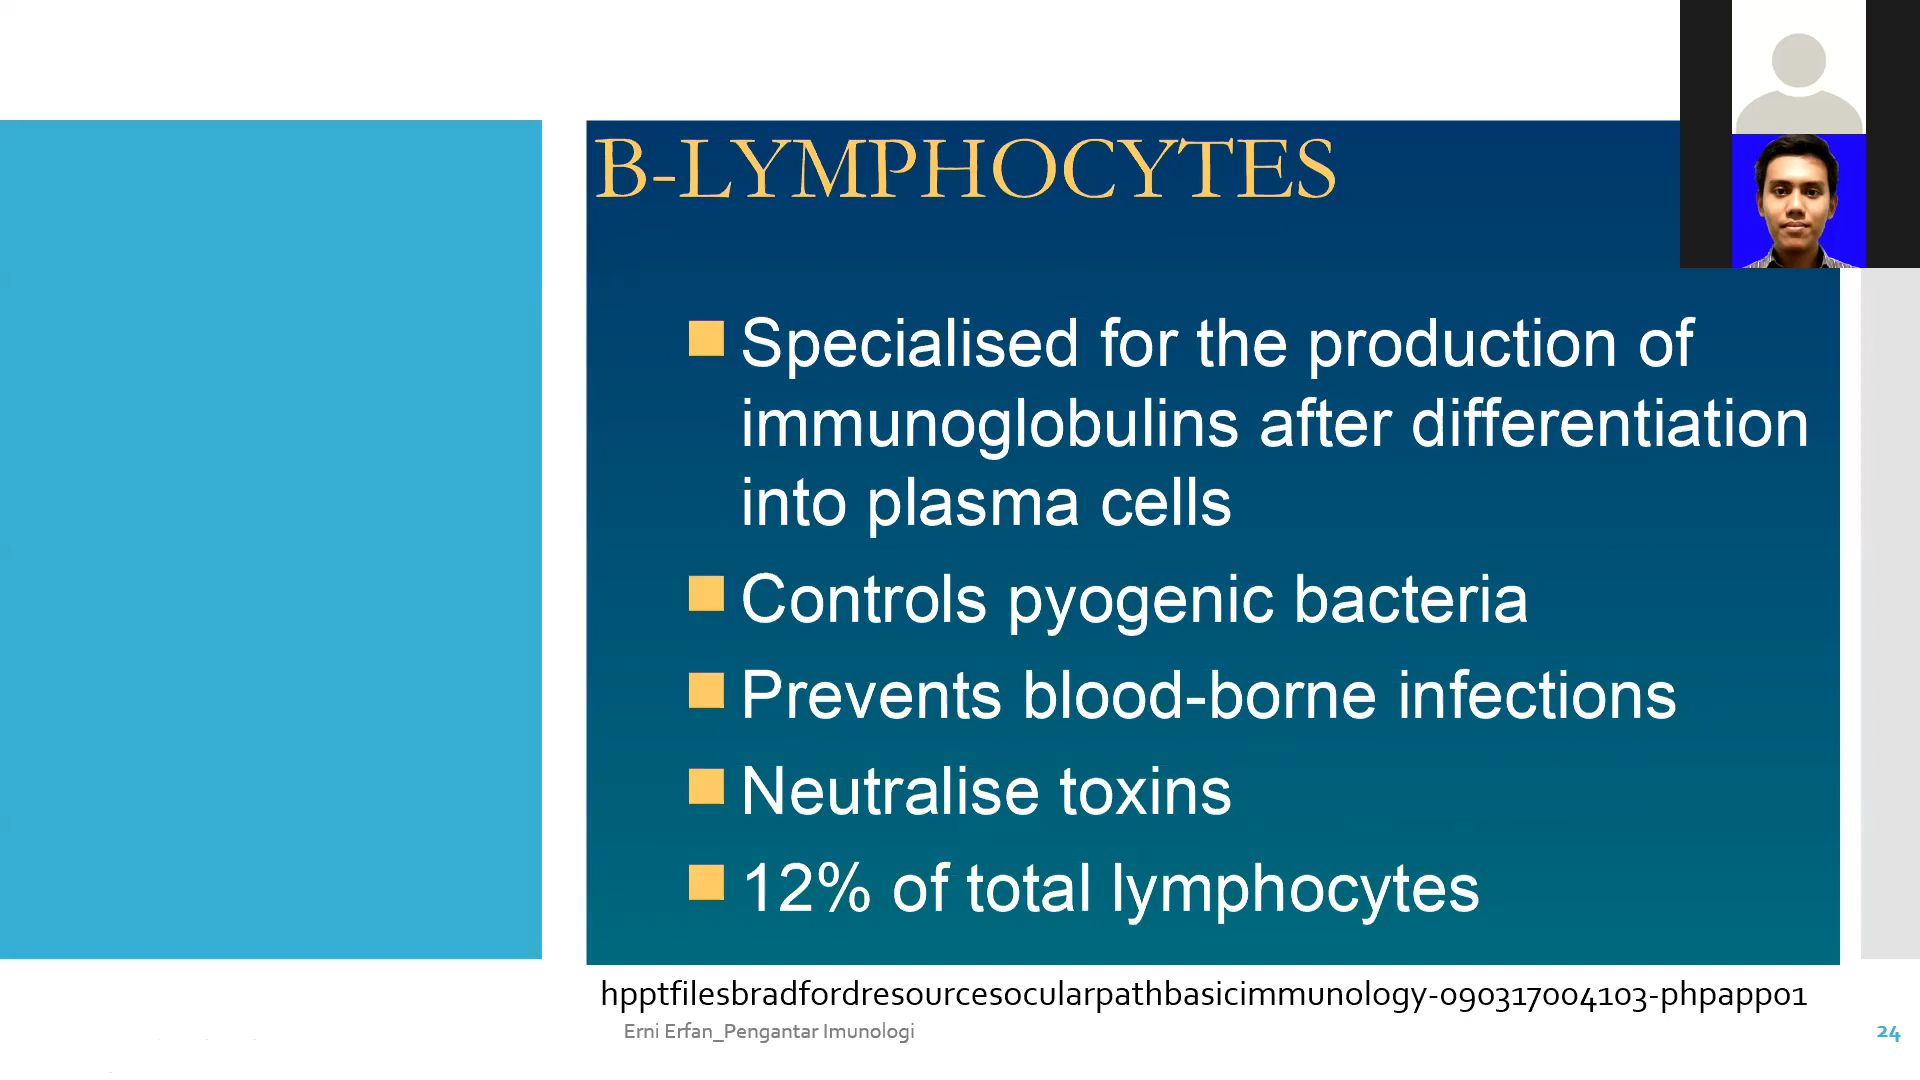 B-LYMPHOCYTES
Specialised for the production of
immunoglobulins after differentiation
into plasma cells
Controls pyogenic bacteria
Prevents blood-borne infections
Neutralise toxins
12% of total lymphocytes
hpptfilesbradfordresourcesocularpathbasicimmunology-090317004103-phpapp01
Erni Erfan_Pengantar Imunologi
24